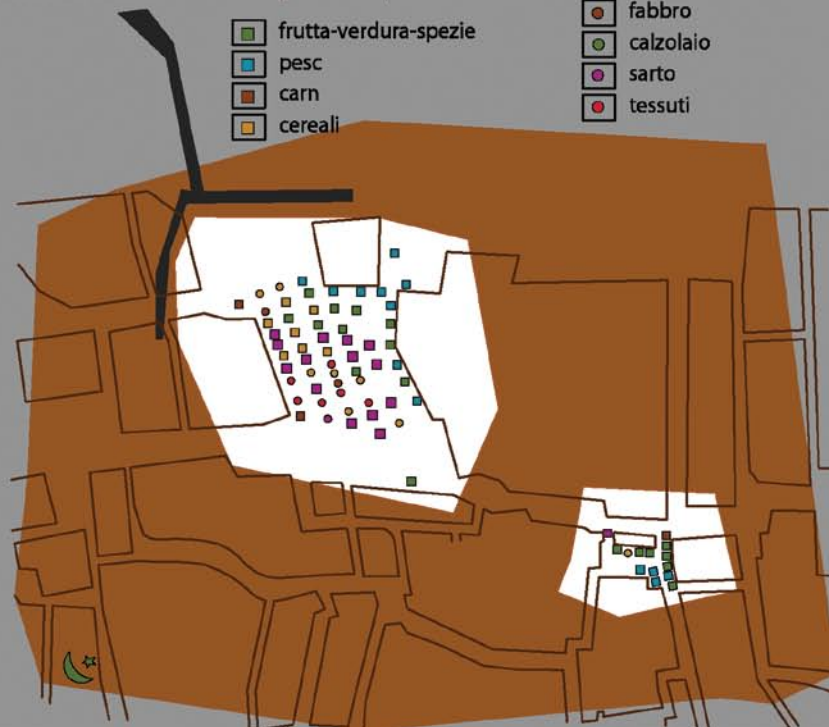 frutta-verdura-spezie
pesc
carn
cereali
fabbro
calzolaio
sarto
tessuti